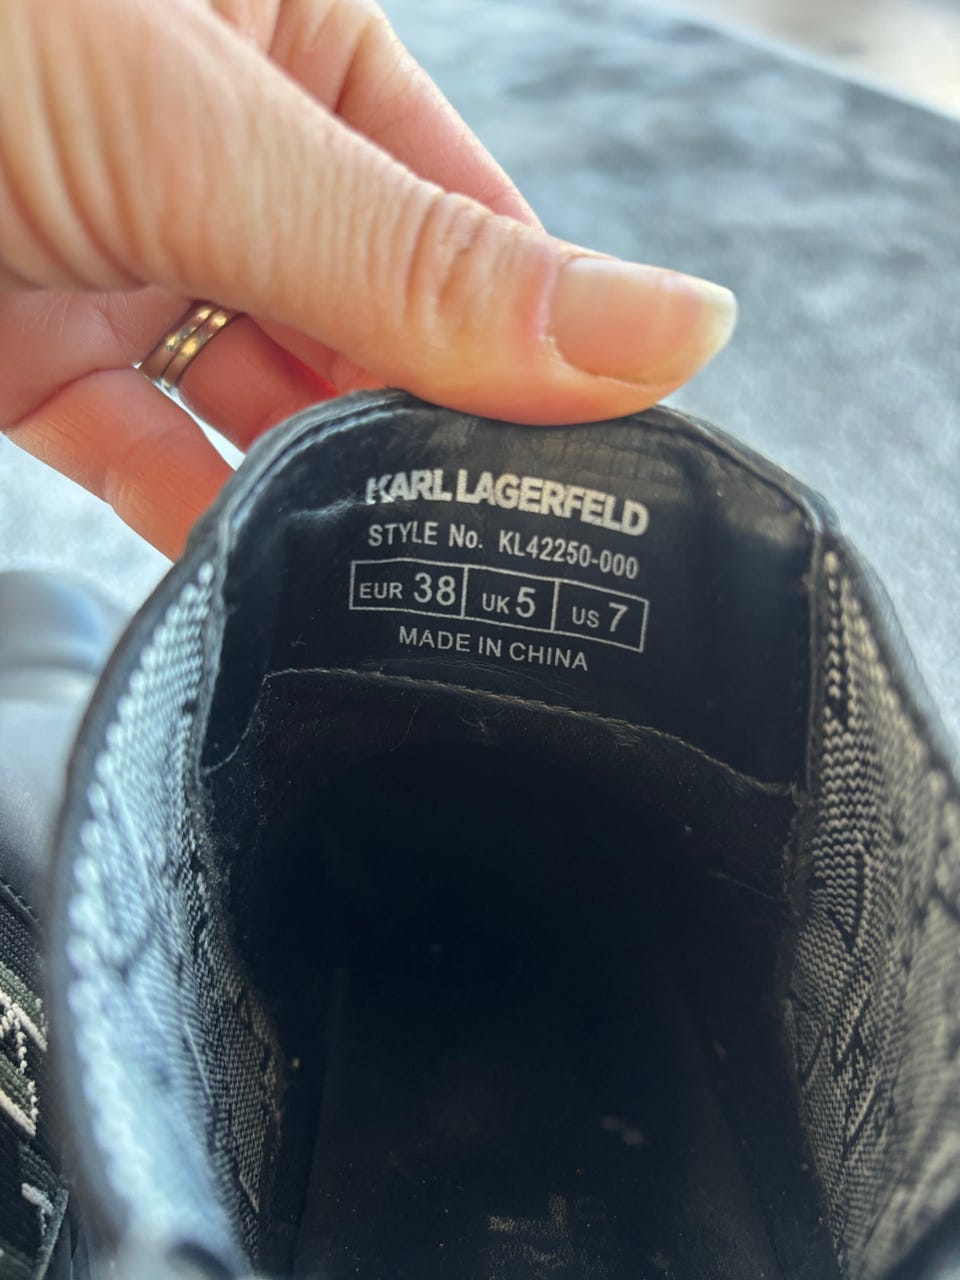 KARL LAGERFELD
STYLE No. KL42250-000
EUR 38 UK 5 US 7
MADE IN CHINA